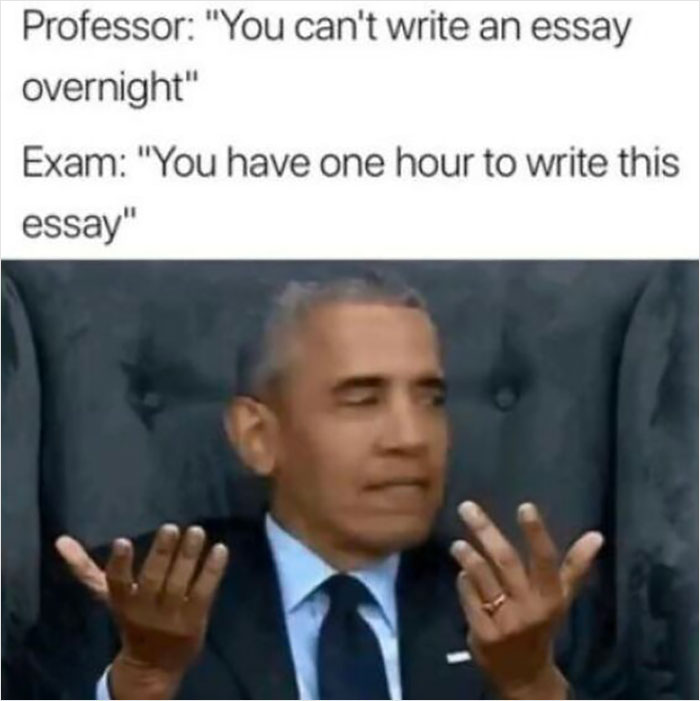 Professor: "You can't write an essay
overnight"
Exam: "You have one hour to write this
essay"